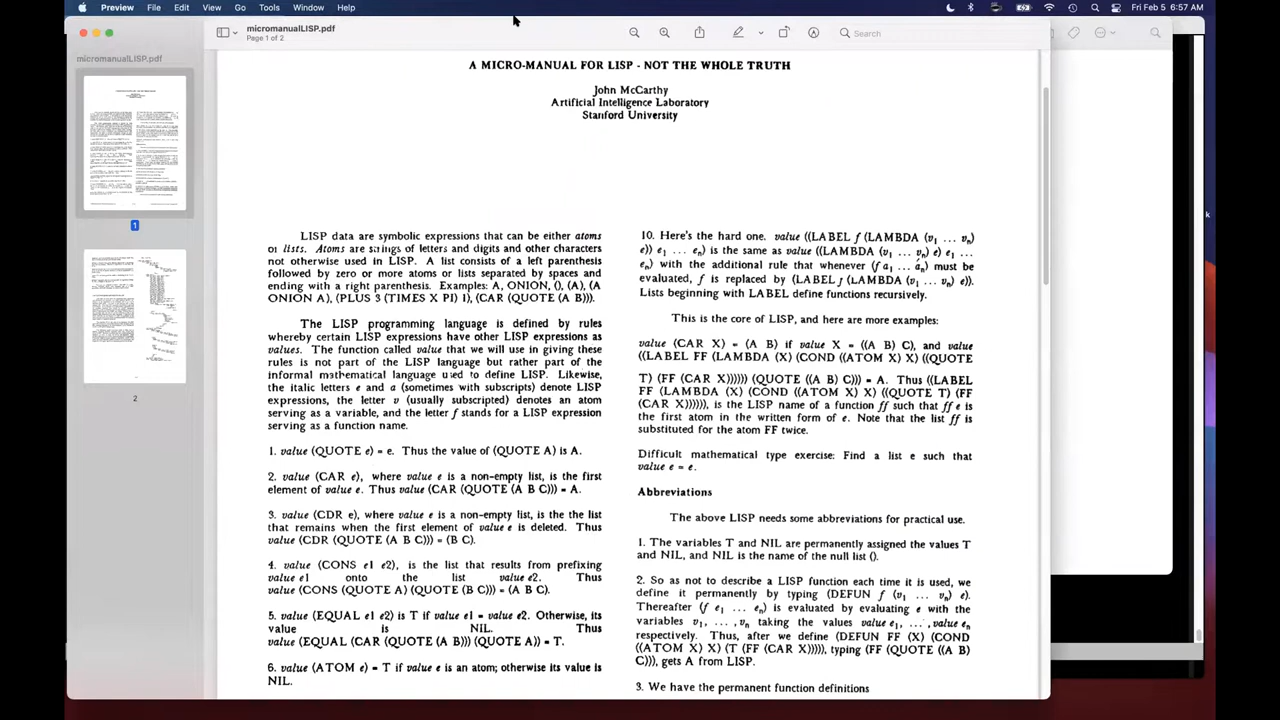 Preview File Edit View Go Tools Window Help
Fri Feb 5 6:57 AM
micromanualLISP.pdf
Page 1 of 2
Search
micromanualLISP.pdf
1
2
A MICRO-MANUAL FOR LISP - NOT THE WHOLE TRUTH
John McCarthy
Artificial Intelligence Laboratory
Stanford University
LISP data are symbolic expressions that can be either atoms
or lists. Atoms are strings of letters and digits and other characters
not otherwise used in LISP. A list consists of a left parenthesis
followed by zero or more atoms or lists separated by spaces and
ending with a right parenthesis. Examples: A, ONION, (), (A), (A
ONION A), (PLUS 3 (TIMES X PI) 1), (CAR (QUOTE (A B))).
The LISP programming language is defined by rules
whereby certain LISP expressions have other LISP expressions as
values. The function called value that we will use in giving these
rules is not part of the LISP language but rather part of the
informal mathematical language used to define LISP. Likewise,
the italic letters e and a (sometimes with subscripts) denote LISP
expressions, the letter v (usually subscripted) denotes an atom
serving as a variable, and the letter f stands for a LISP expression
serving as a function name.
1. value (QUOTE e) = e. Thus the value of (QUOTE A) is A.
2. value (CAR e), where value e is a non-empty list, is the first
element of value e. Thus value (CAR (QUOTE (A B C))) = A.
3. value (CDR e), where value e is a non-empty list, is the the list
that remains when the first element of value e is deleted. Thus
value (CDR (QUOTE (A B C))) = (B C).
4. value (CONS e1 e2), is the list that results from prefixing
value e1 onto the list value e2. Thus
value (CONS (QUOTE A) (QUOTE (B C))) = (A B C).
5. value (EQUAL e1 e2) is T if value e1 = value e2. Otherwise, its
value is NIL. Thus
value (EQUAL (CAR (QUOTE (A B))) (QUOTE A)) = T.
6. value (ATOM e) = T if value e is an atom; otherwise its value is
NIL.
10. Here's the hard one. value ((LABEL f (LAMBDA (v1 ... vn)
e)) e1 ... en) is the same as value ((LAMBDA (v1 ... vn) e) e1 ...
en) with the additional rule that whenever (f a1 ... an) must be
evaluated, f is replaced by (LABEL f (LAMBDA (v1 ... vn) e)).
Lists beginning with LABEL define functions recursively.
This is the core of LISP, and here are more examples:
value (CAR X) = (A B) if value X = ((A B) C), and value
((LABEL FF (LAMBDA (X) (COND ((ATOM X) X) ((QUOTE
T) (FF (CAR X)))))) (QUOTE ((A B) C))) = A. Thus ((LABEL
FF (LAMBDA (X) (COND ((ATOM X) X) ((QUOTE T) (FF
(CAR X)))))), is the LISP name of a function ff such that ff e is
the first atom in the written form of e. Note that the list ff is
substituted for the atom FF twice.
Difficult mathematical type exercise: Find a list e such that
value e = e.
Abbreviations
The above LISP needs some abbreviations for practical use.
1. The variables T and NIL are permanently assigned the values T
and NIL, and NIL is the name of the null list ().
2. So as not to describe a LISP function each time it is used, we
define it permanently by typing (DEFUN f (v1 ... vn) e).
Thereafter (f e1 ... en) is evaluated by evaluating e with the
variables v1, ... ,vn taking the values value e1, ... ,value en
respectively. Thus, after we define (DEFUN FF (X) (COND
((ATOM X) X) (T (FF (CAR X))))), typing (FF (QUOTE ((A B)
C))), gets A from LISP.
3. We have the permanent function definitions